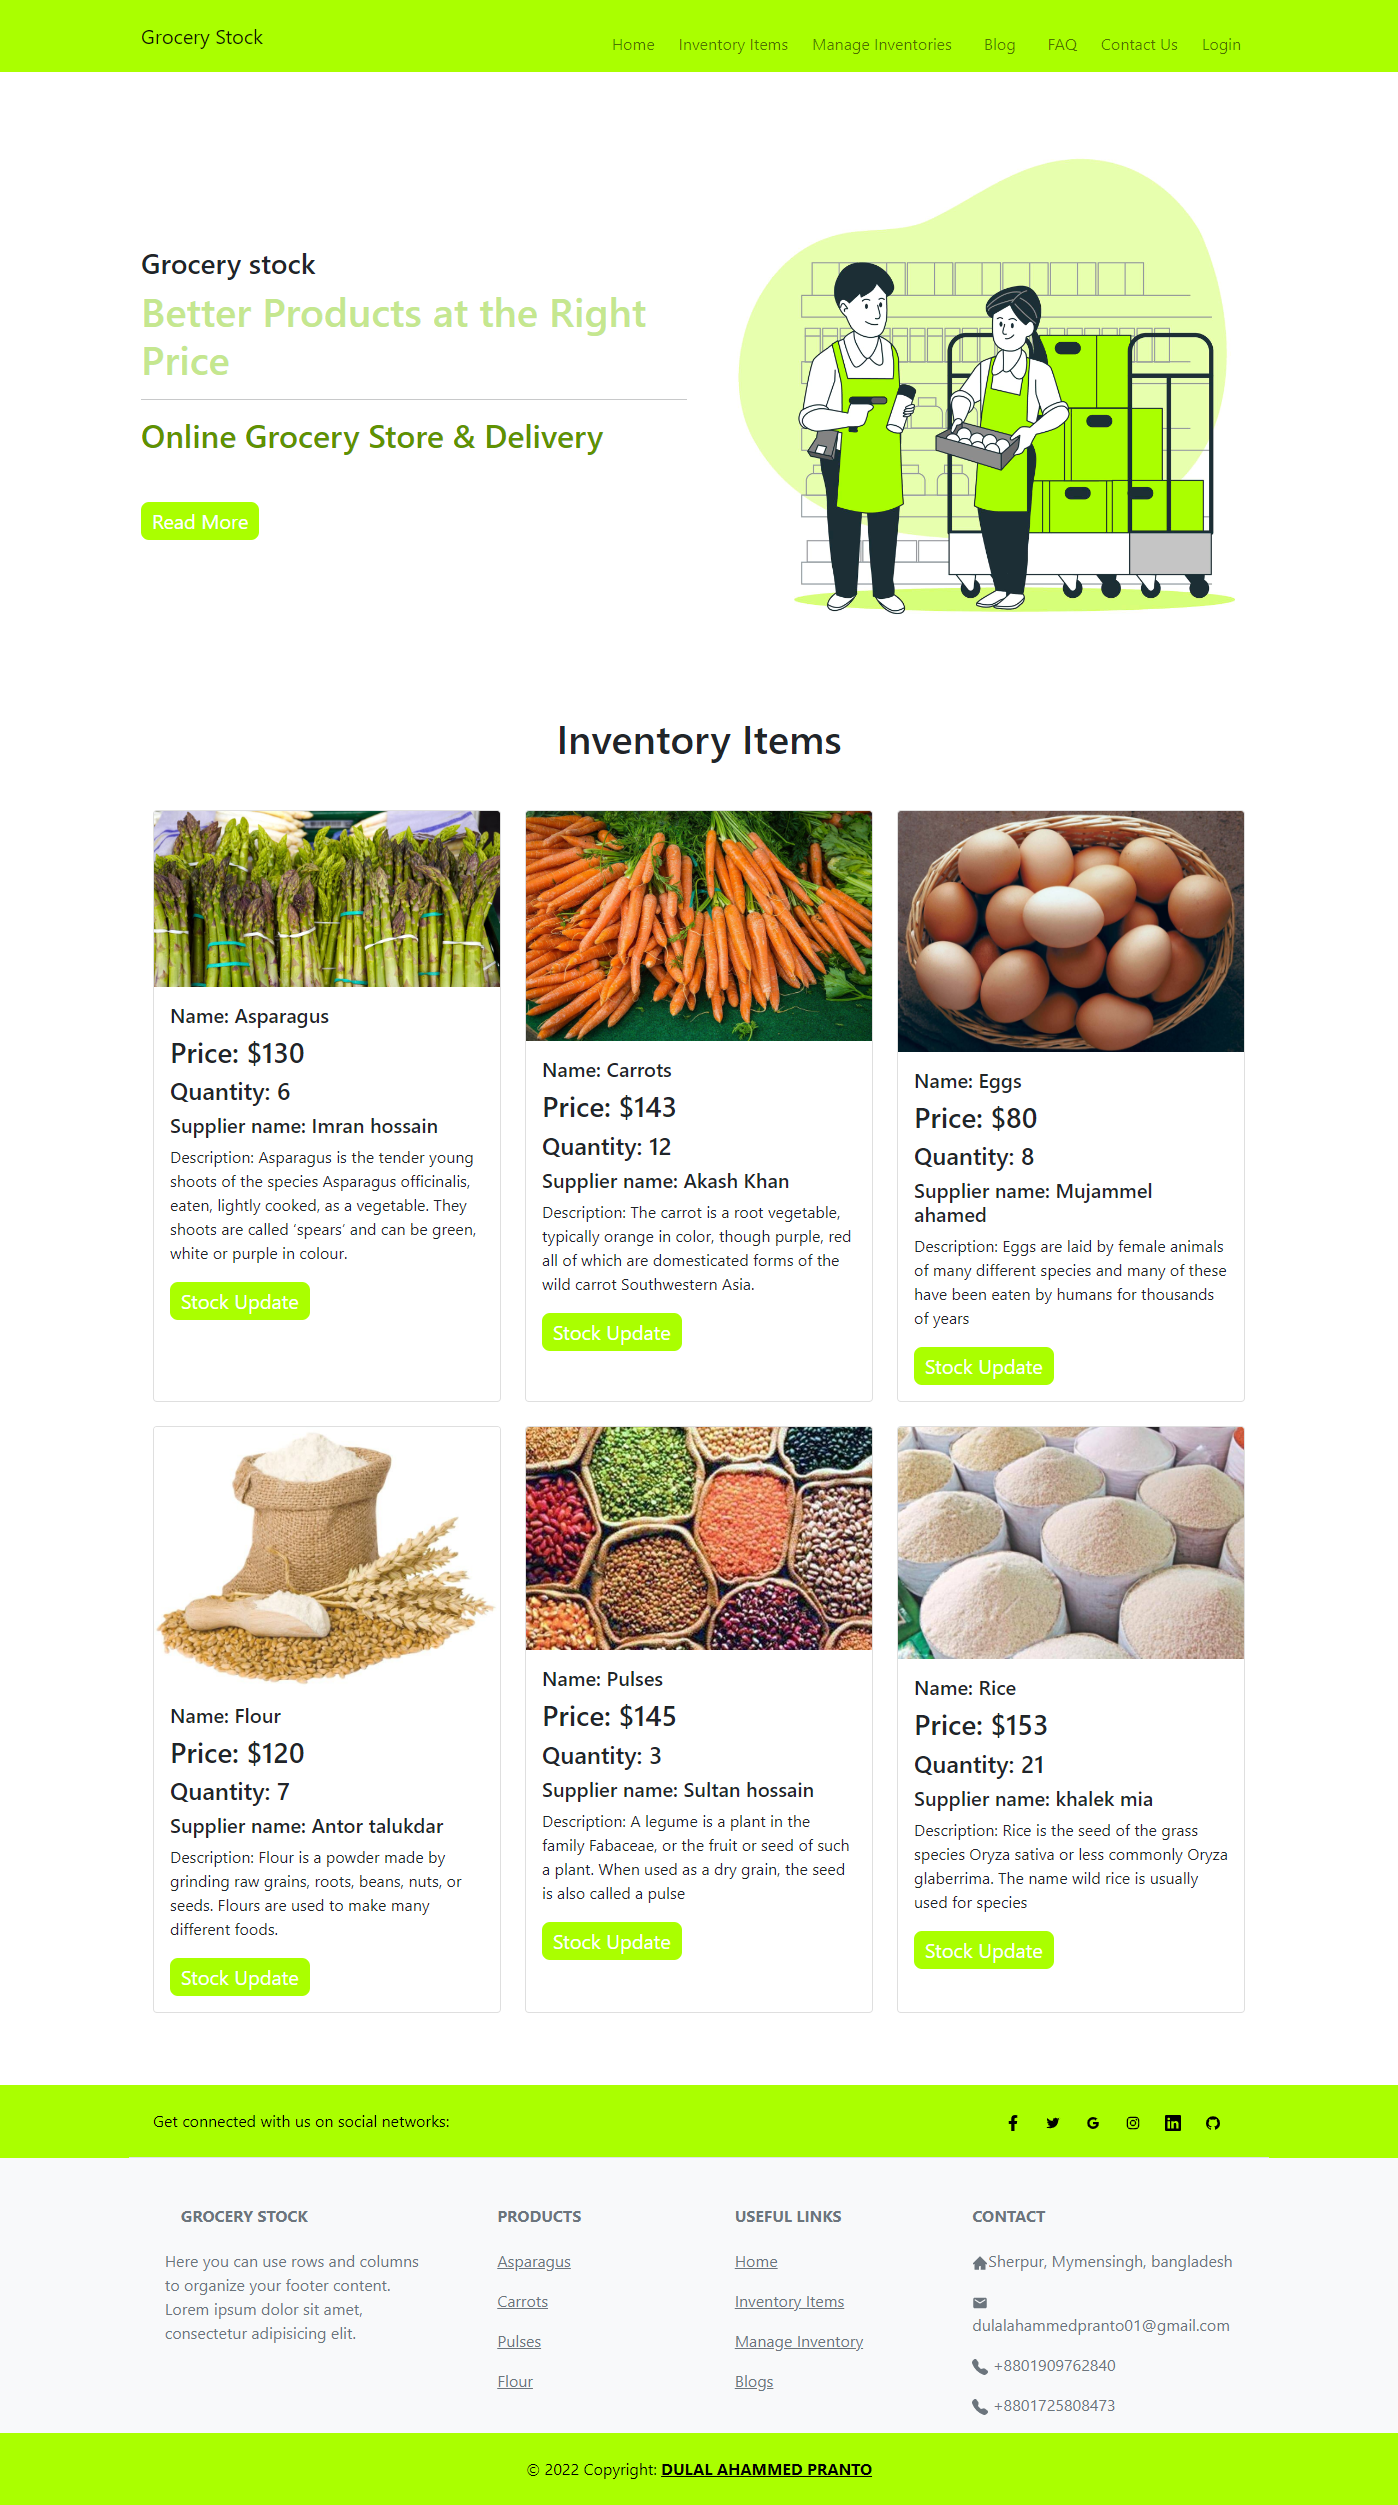 Grocery Stock
Home Inventory Items Manage Inventories Blog FAQ Contact Us Login
Grocery stock
Better Products at the Right
Price
Online Grocery Store & Delivery
Read More
Inventory Items
Name: Asparagus
Price: $130
Quantity: 6
Supplier name: Imran hossain
Description: Asparagus is the tender young
shoots of the species Asparagus officinalis,
eaten, lightly cooked, as a vegetable. They
shoots are called ‘spears’ and can be green,
white or purple in colour.
Stock Update
Name: Carrots
Price: $143
Quantity: 12
Supplier name: Akash Khan
Description: The carrot is a root vegetable,
typically orange in color, though purple, red
all of which are domesticated forms of the
wild carrot Southwestern Asia.
Stock Update
Name: Eggs
Price: $80
Quantity: 8
Supplier name: Mujammel
ahamed
Description: Eggs are laid by female animals
of many different species and many of these
have been eaten by humans for thousands
of years
Stock Update
Name: Flour
Price: $120
Quantity: 7
Supplier name: Antor talukdar
Description: Flour is a powder made by
grinding raw grains, roots, beans, nuts, or
seeds. Flours are used to make many
different foods.
Stock Update
Name: Pulses
Price: $145
Quantity: 3
Supplier name: Sultan hossain
Description: A legume is a plant in the
family Fabaceae, or the fruit or seed of such
a plant. When used as a dry grain, the seed
is also called a pulse
Stock Update
Name: Rice
Price: $153
Quantity: 21
Supplier name: khalek mia
Description: Rice is the seed of the grass
species Oryza sativa or less commonly Oryza
glaberrima. The name wild rice is usually
used for species
Stock Update
Get connected with us on social networks:
GROCERY STOCK
Here you can use rows and columns
to organize your footer content.
Lorem ipsum dolor sit amet,
consectetur adipisicing elit.
PRODUCTS
Asparagus
Carrots
Pulses
Flour
USEFUL LINKS
Home
Inventory Items
Manage Inventory
Blogs
CONTACT
Sherpur, Mymensingh, bangladesh
dulalahammedpranto01@gmail.com
+8801909762840
+8801725808473
© 2022 Copyright: DULAL AHAMMED PRANTO